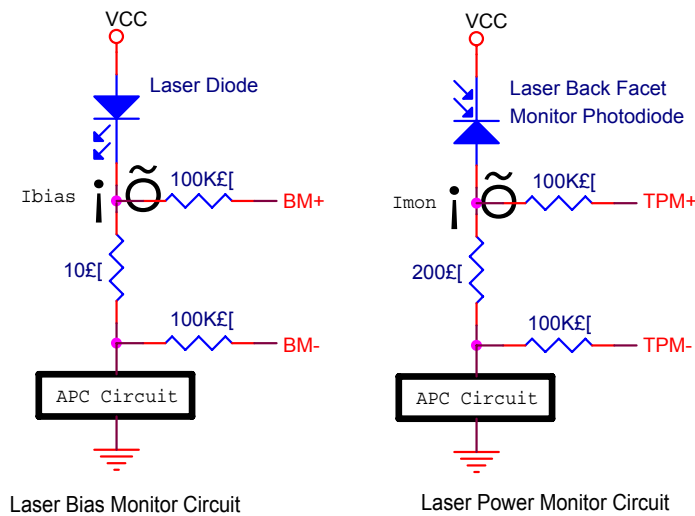 VCC
Laser Diode
Ibias
¡õ
100K£[
BM+
10£[
100K£[
BM-
APC Circuit
Laser Bias Monitor Circuit
VCC
Laser Back Facet
Monitor Photodiode
Imon
¡õ
100K£[
TPM+
200£[
100K£[
TPM-
APC Circuit
Laser Power Monitor Circuit